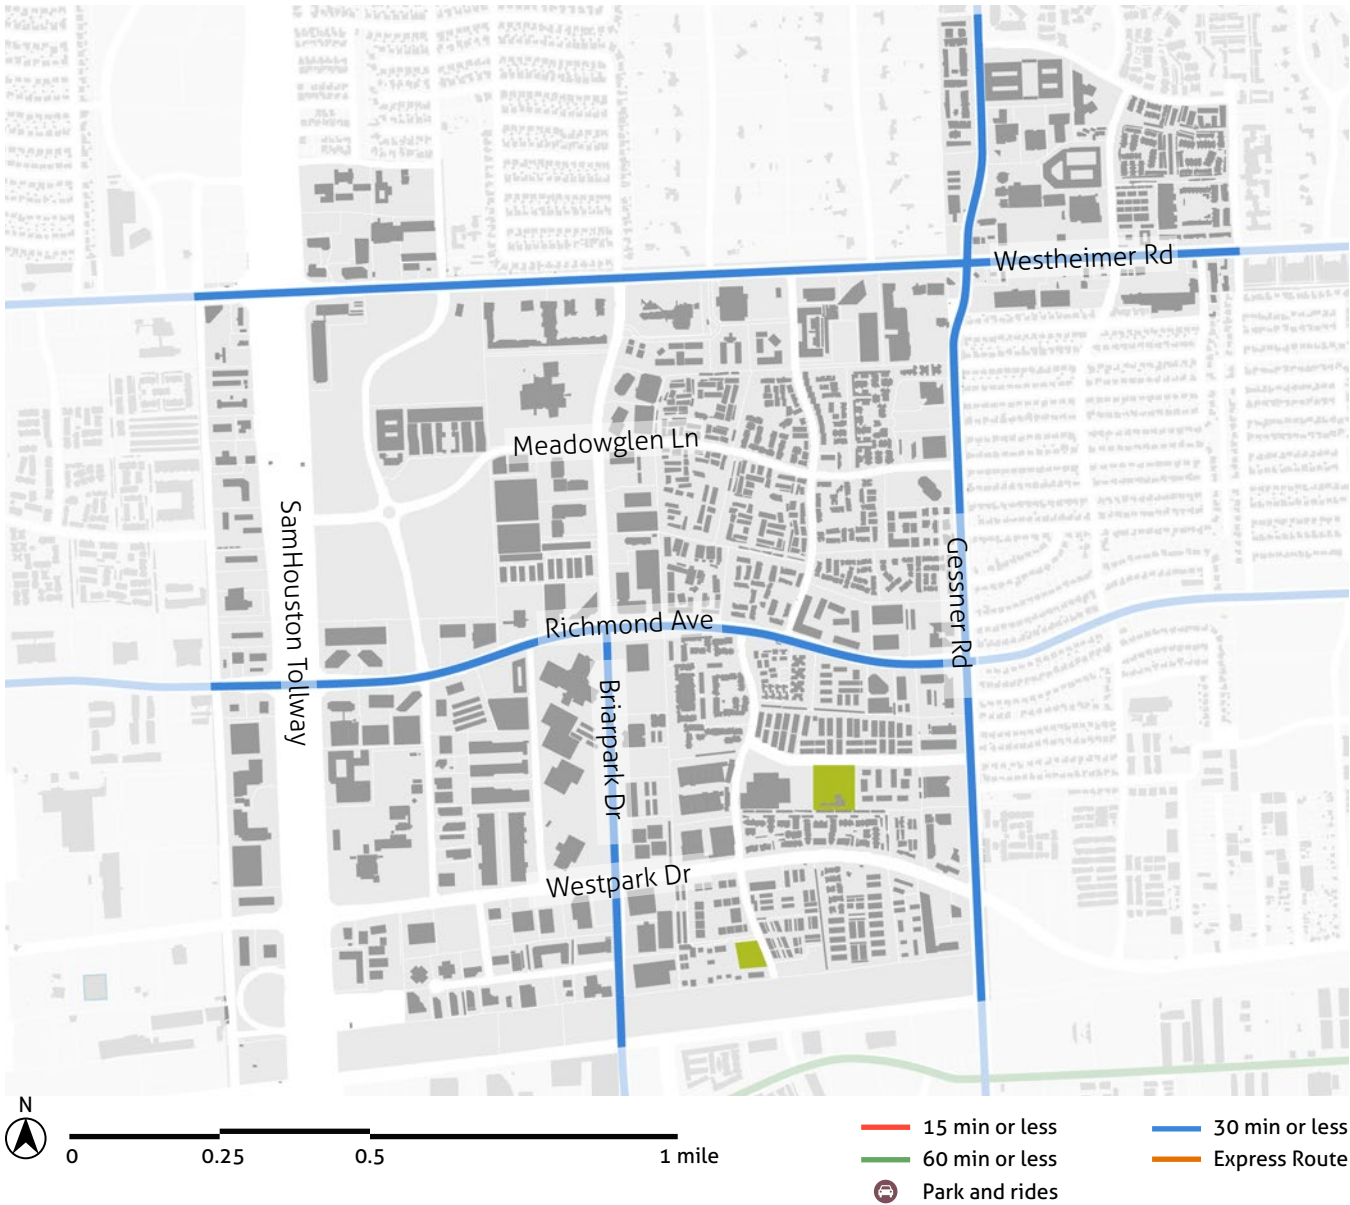 Westheimer Rd
Meadowglen Ln
SamHouston Tollway
Gessner Rd
Richmond Ave
Briarpark Dr
Westpark Dr
N
0 0.25 0.5 1 mile
15 min or less
30 min or less
60 min or less
Express Route
Park and rides